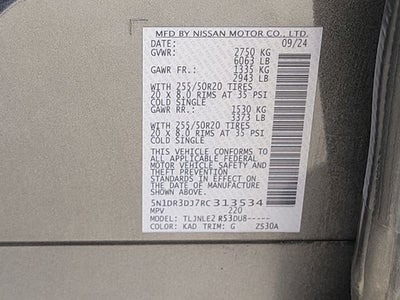 MFD BY NISSAN MOTOR CO., LTD.
DATE: 09/24
GVWR: 2750 KG
6063 LB
GAWR FR.: 1335 KG
2943 LB
WITH 255/50R20 TIRES
20 x 8.0 RIMS AT 35 PSI
COLD SINGLE
GAWR RR.: 1530 KG
3373 LB
WITH 255/50R20 TIRES
20 x 8.0 RIMS AT 35 PSI
COLD SINGLE
THIS VEHICLE CONFORMS TO
ALL APPLICABLE FEDERAL
MOTOR VEHICLE SAFETY AND
THEFT PREVENTION
STANDARDS IN EFFECT ON
THE DATE OF MANUFACTURE
SHOWN ABOVE.
5N1DR3DJ7RC313534
MPV 220
MODEL: TLJNLE2 R53DU8-----
COLOR: KAD TRIM: G ZS30A